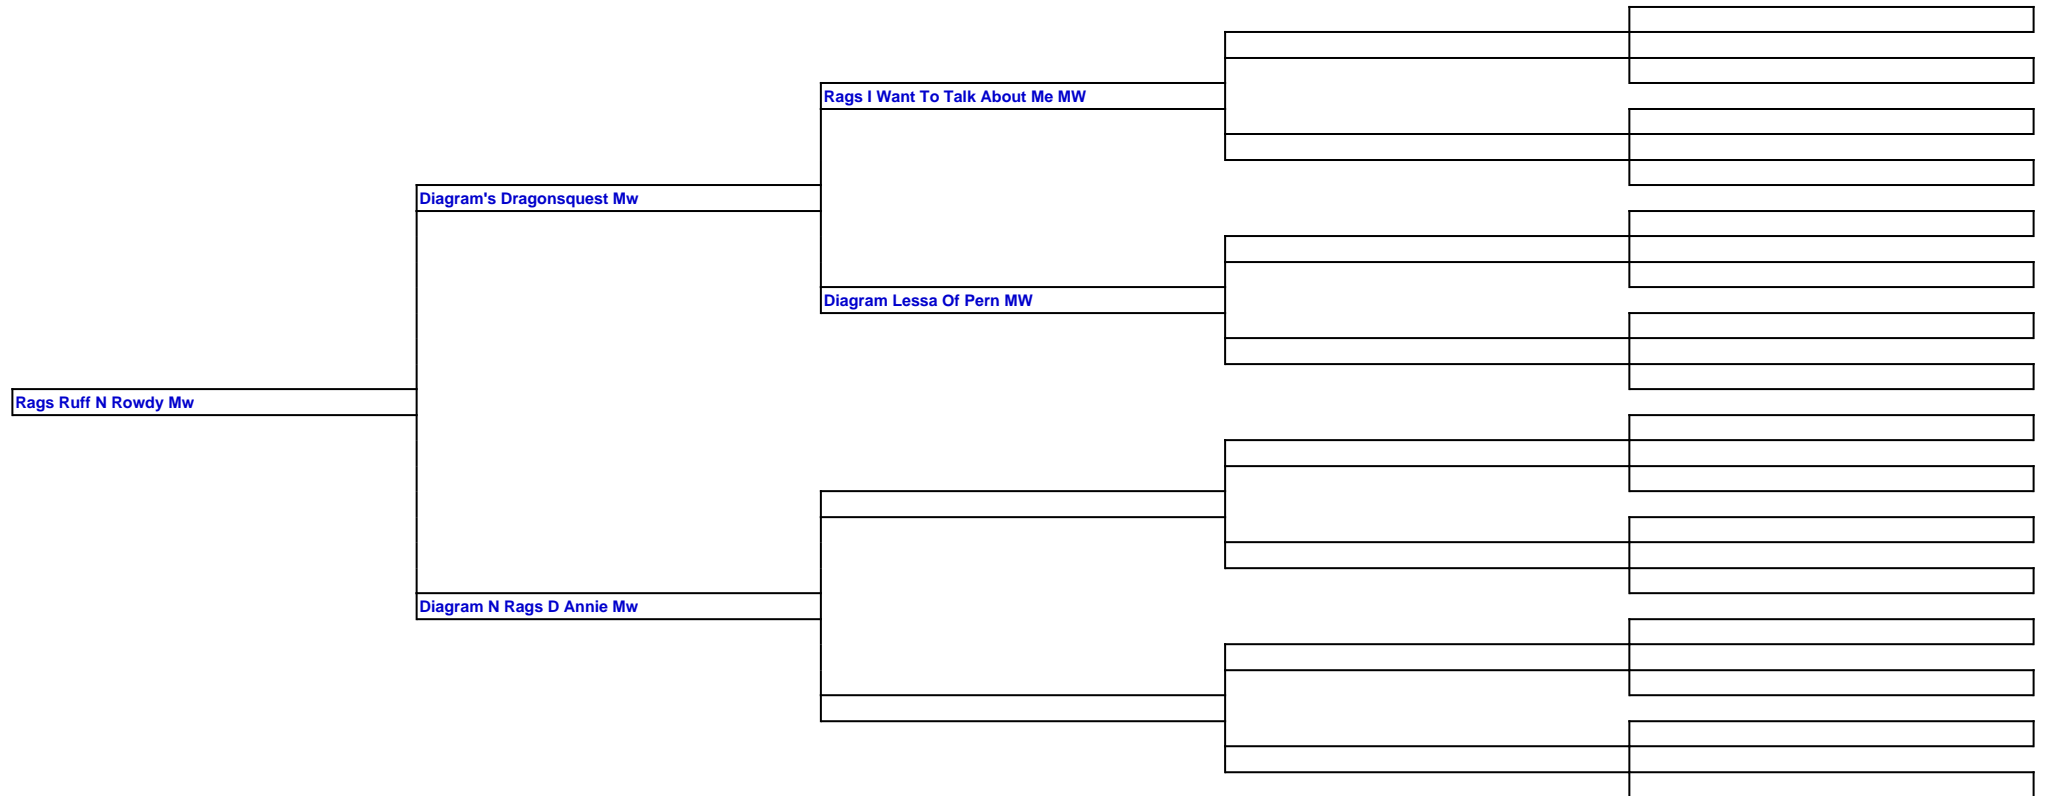 Rags I Want To Talk About Me MW
Diagram's Dragonsquest Mw
Diagram Lessa Of Pern MW
Rags Ruff N Rowdy Mw
Diagram N Rags D Annie Mw